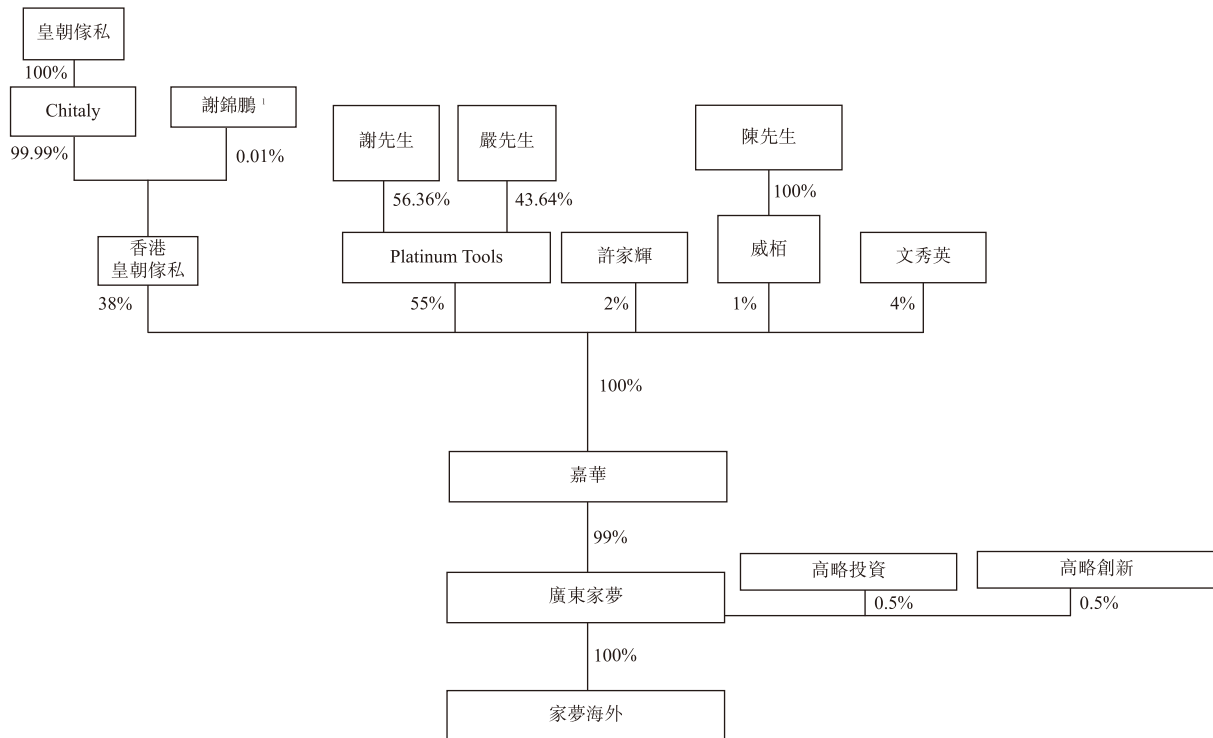 皇朝傢私
100%
Chitaly
謝錦鵬1
99.99%
0.01%
謝先生
嚴先生
陳先生
56.36%
43.64%
100%
香港
皇朝傢私
Platinum Tools
許家輝
威栢
文秀英
38%
55%
2%
1%
4%
100%
嘉華
99%
高略投資
高略創新
廣東家夢
0.5%
0.5%
100%
家夢海外